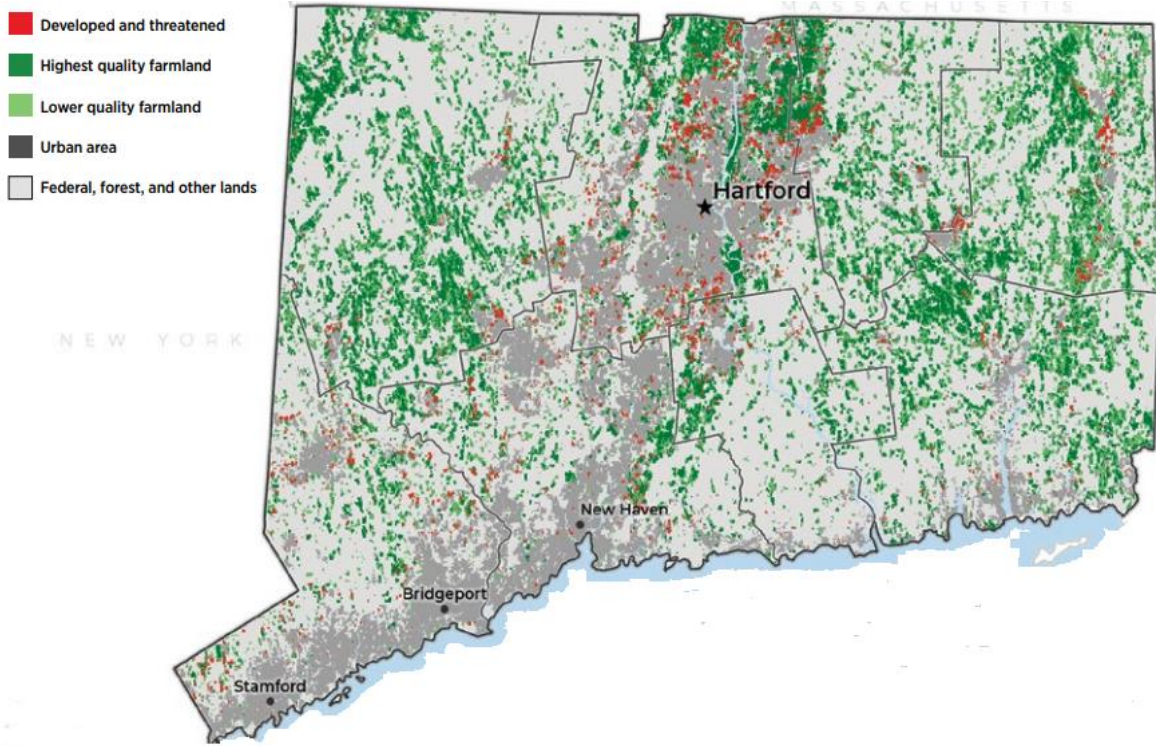 Developed and threatened
Highest quality farmland
Lower quality farmland
Urban area
Federal, forest, and other lands
MASSACHUSETTS
Hartford
NEW YORK
New Haven
Bridgeport
Stamford